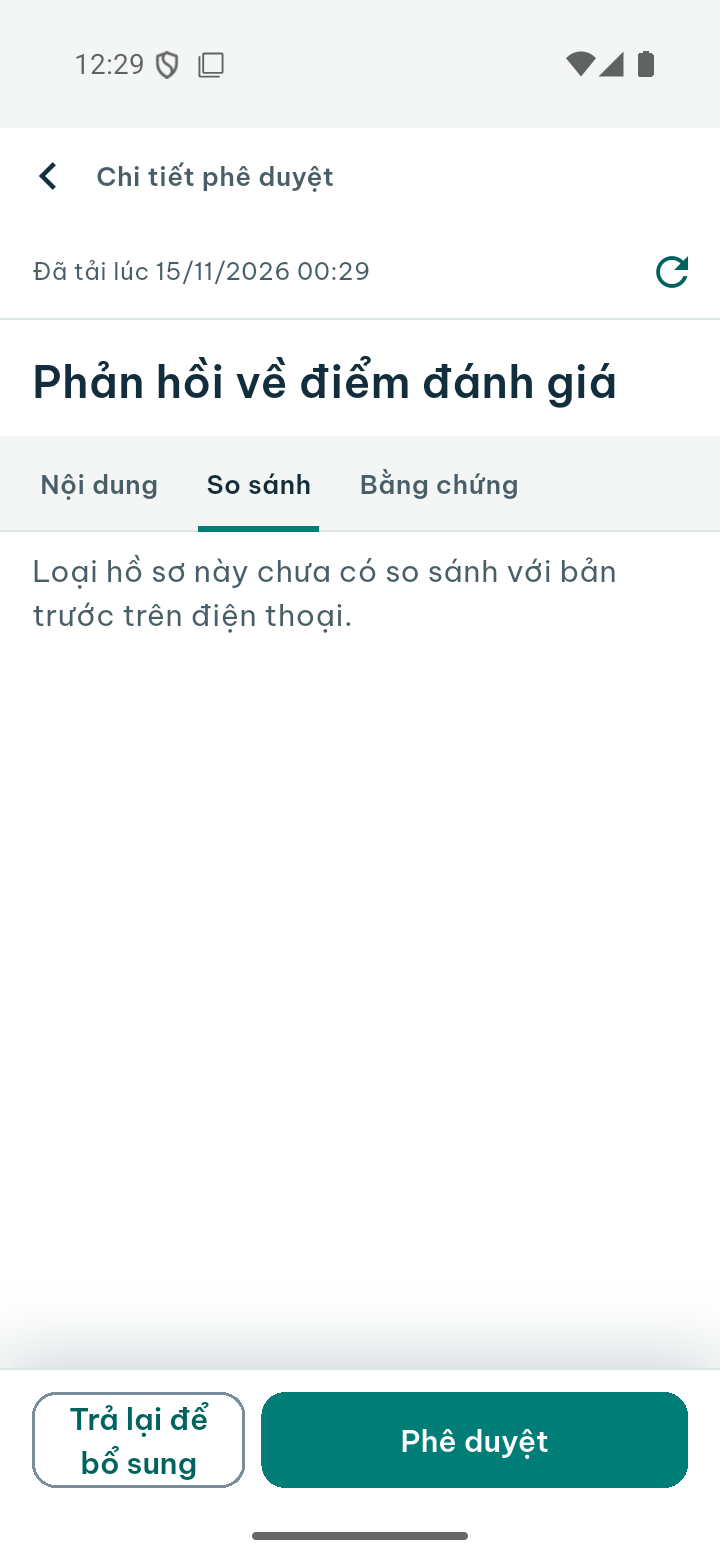 12:29
Chi tiết phê duyệt
Đã tải lúc 15/11/2026 00:29
Phản hồi về điểm đánh giá
Nội dung So sánh Bằng chứng
Loại hồ sơ này chưa có so sánh với bản
trước trên điện thoại.
Trả lại để
bổ sung
Phê duyệt